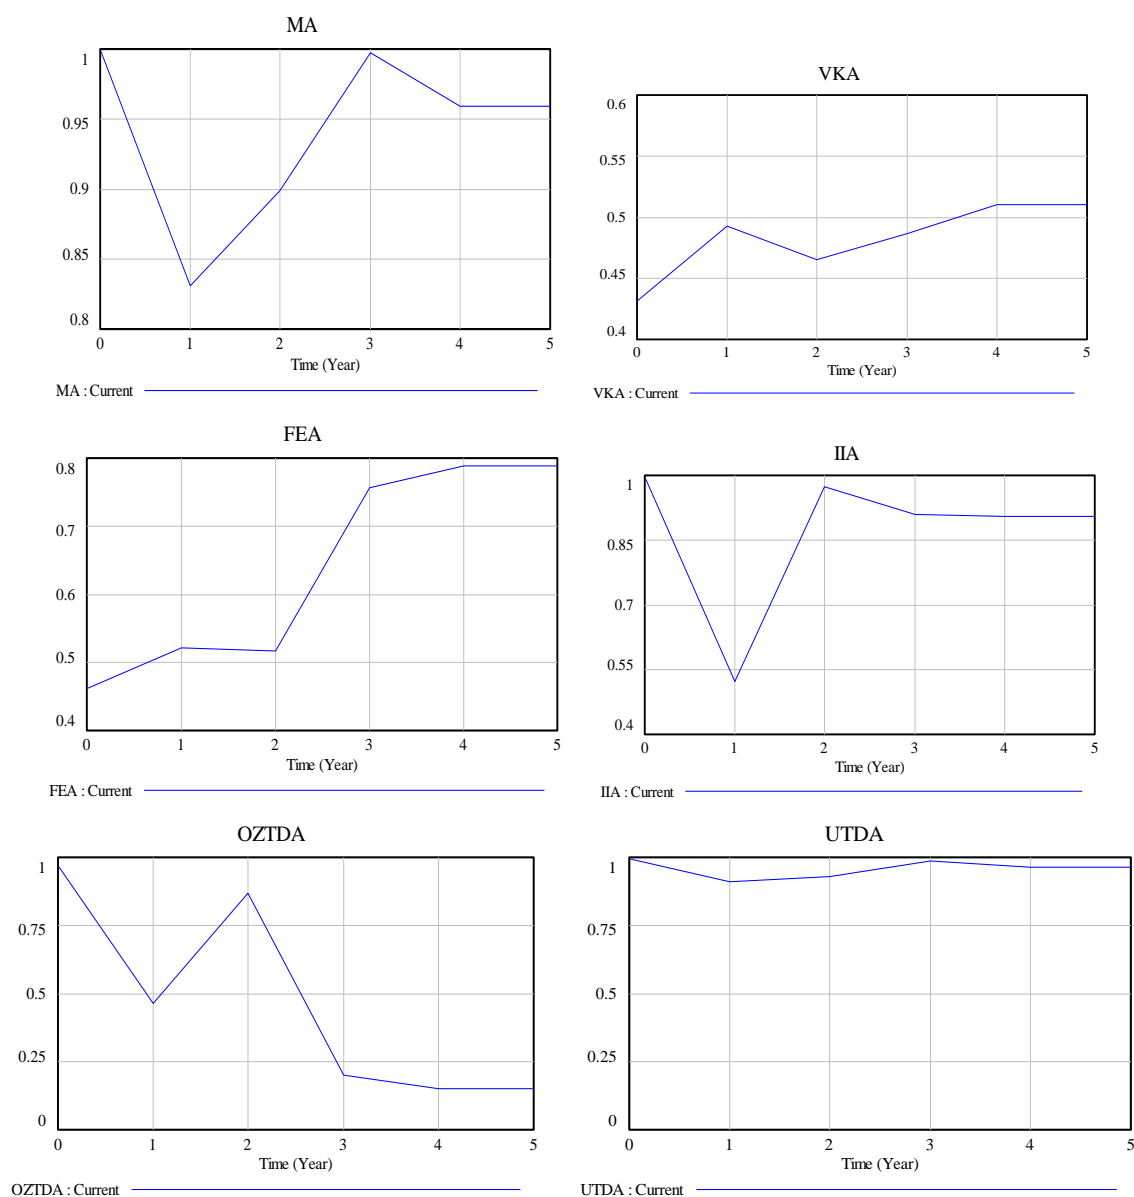 MA
1
0.95
0.9
0.85
0.8
0 1 2 3 4 5
Time (Year)
MA : Current
VKA
0.6
0.55
0.5
0.45
0.4
0 1 2 3 4 5
Time (Year)
VKA : Current
FEA
0.8
0.7
0.6
0.5
0.4
0 1 2 3 4 5
Time (Year)
FEA : Current
IIA
1
0.85
0.7
0.55
0.4
0 1 2 3 4 5
Time (Year)
IIA : Current
OZTDA
1
0.75
0.5
0.25
0
0 1 2 3 4 5
Time (Year)
OZTDA : Current
UTDA
1
0.75
0.5
0.25
0
0 1 2 3 4 5
Time (Year)
UTDA : Current